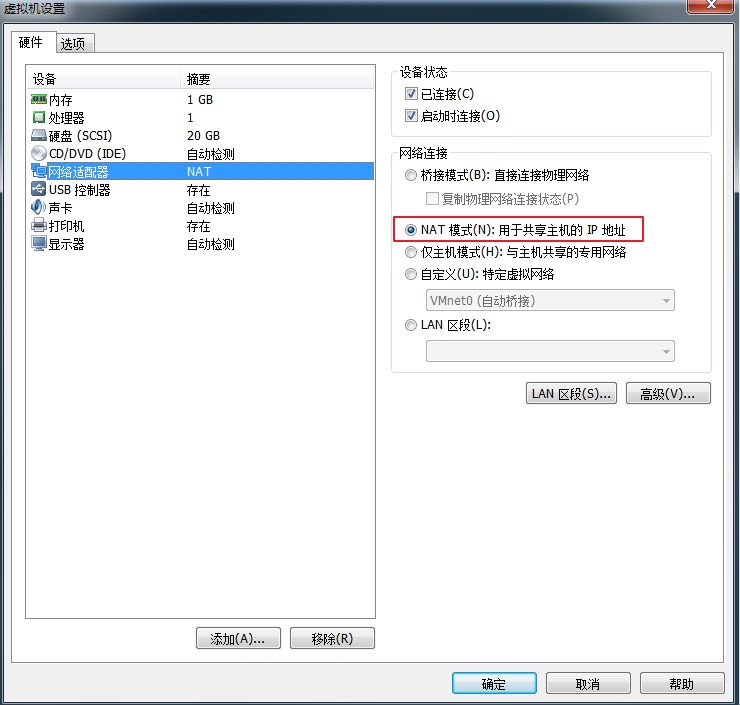 虚拟机设置
硬件 选项
设备 摘要
内存 1 GB
处理器 1
硬盘 (SCSI) 20 GB
CD/DVD (IDE) 自动检测
网络适配器 NAT
USB 控制器 存在
声卡 自动检测
打印机 存在
显示器 自动检测
添加(A)... 移除(R)
设备状态
已连接(C)
启动时连接(O)
网络连接
桥接模式(B): 直接连接物理网络
复制物理网络连接状态(P)
NAT 模式(N): 用于共享主机的 IP 地址
仅主机模式(H): 与主机共享的专用网络
自定义(U): 特定虚拟网络
VMnet0 (自动桥接)
LAN 区段(L):
LAN 区段(S)... 高级(V)...
确定 取消 帮助